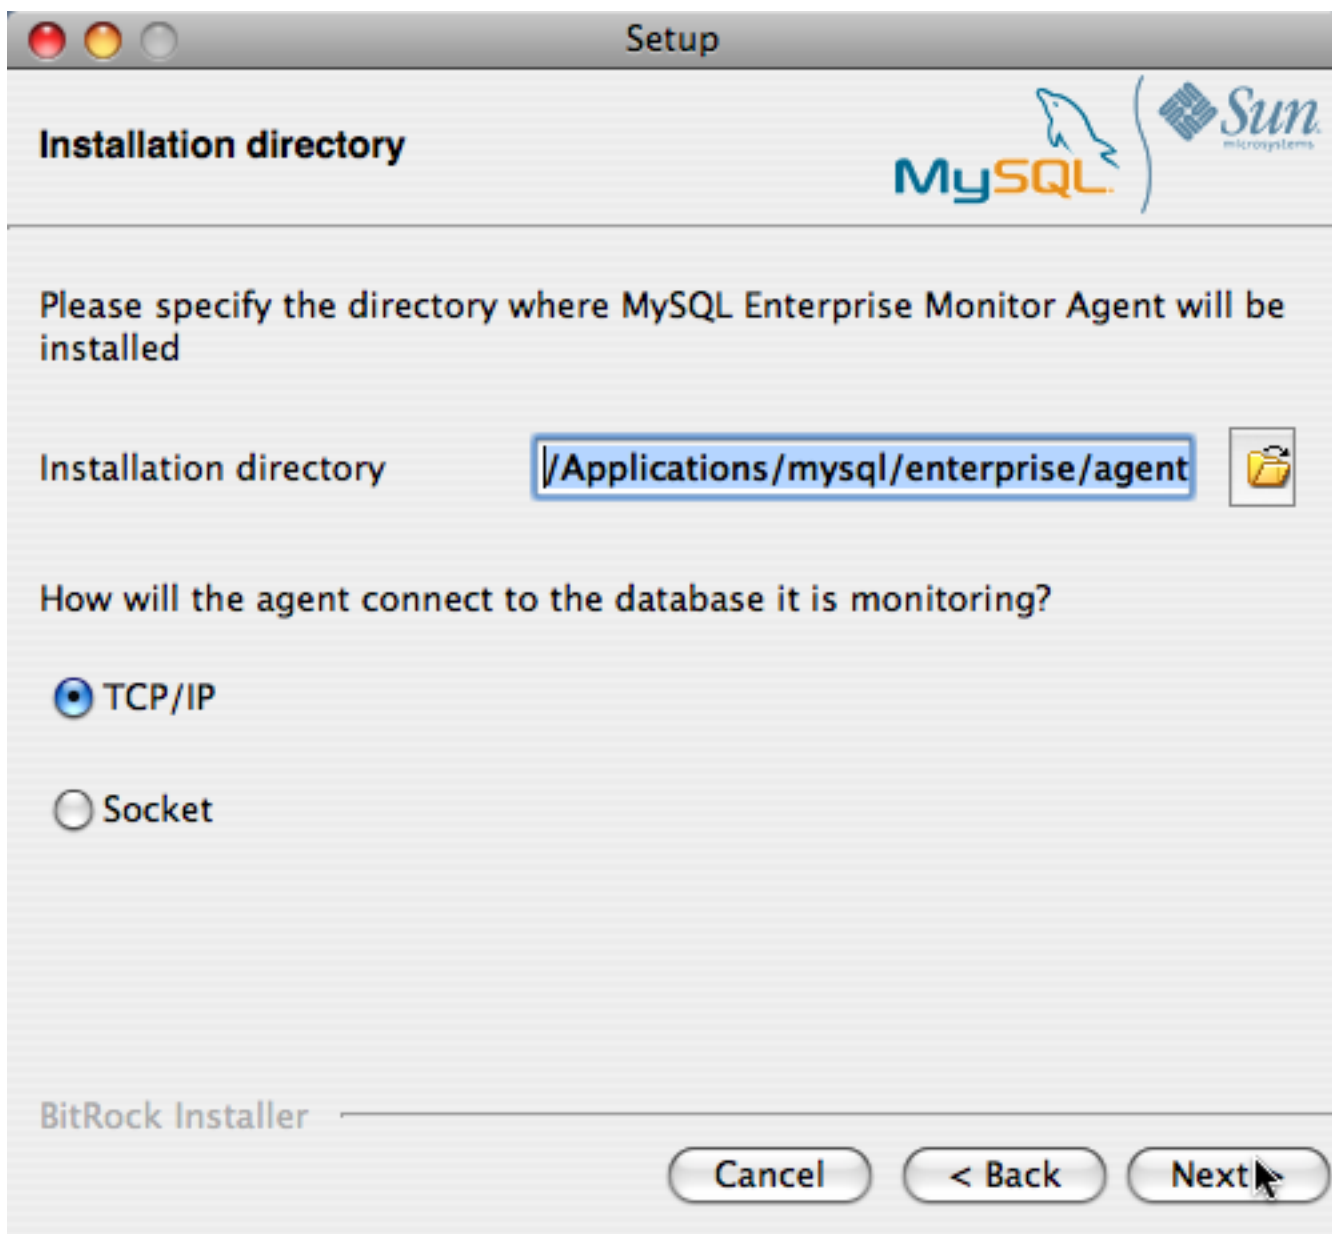 Setup
Installation directory
MySQL
Sun
microsystems
Please specify the directory where MySQL Enterprise Monitor Agent will be
installed
Installation directory /Applications/mysql/enterprise/agent
How will the agent connect to the database it is monitoring?
TCP/IP
Socket
BitRock Installer
Cancel < Back Next >